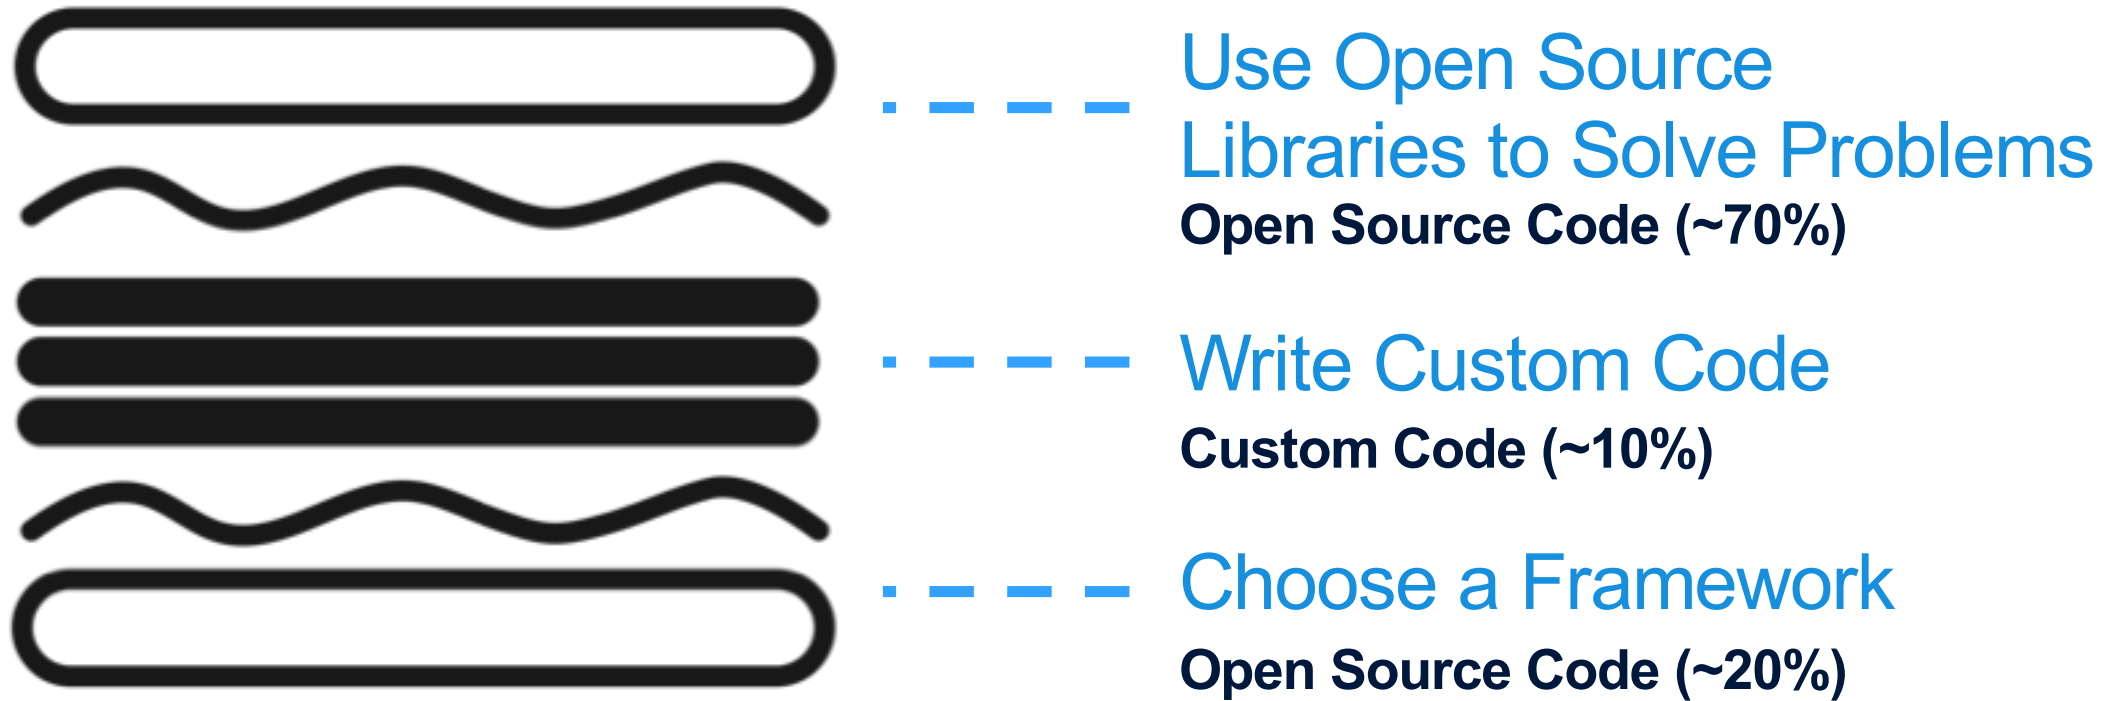 Use Open Source
Libraries to Solve Problems
Open Source Code (~70%)
Write Custom Code
Custom Code (~10%)
Choose a Framework
Open Source Code (~20%)